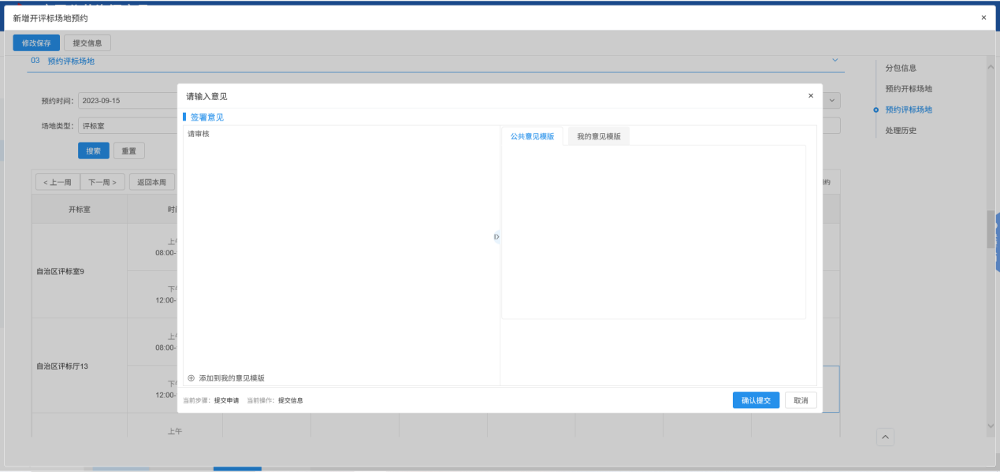 新增开评标场地预约
×
修改保存 提交信息
03 预约评标场地
分包信息
预约开标场地
预约评标场地
处理历史
预约时间： 2023-09-15
场地类型： 评标室
搜索 重置
请输入意见 ×
签署意见
请审核
公共意见模版 我的意见模版
< 上一周 下一周 > 返回本周
开标室
上午
08:00-
自治区评标室9
下午
12:00-
上午
08:00-
自治区评标厅13
下午
12:00-
添加到我的意见模版
当前步骤： 提交申请 当前操作： 提交信息
确认提交 取消
上午